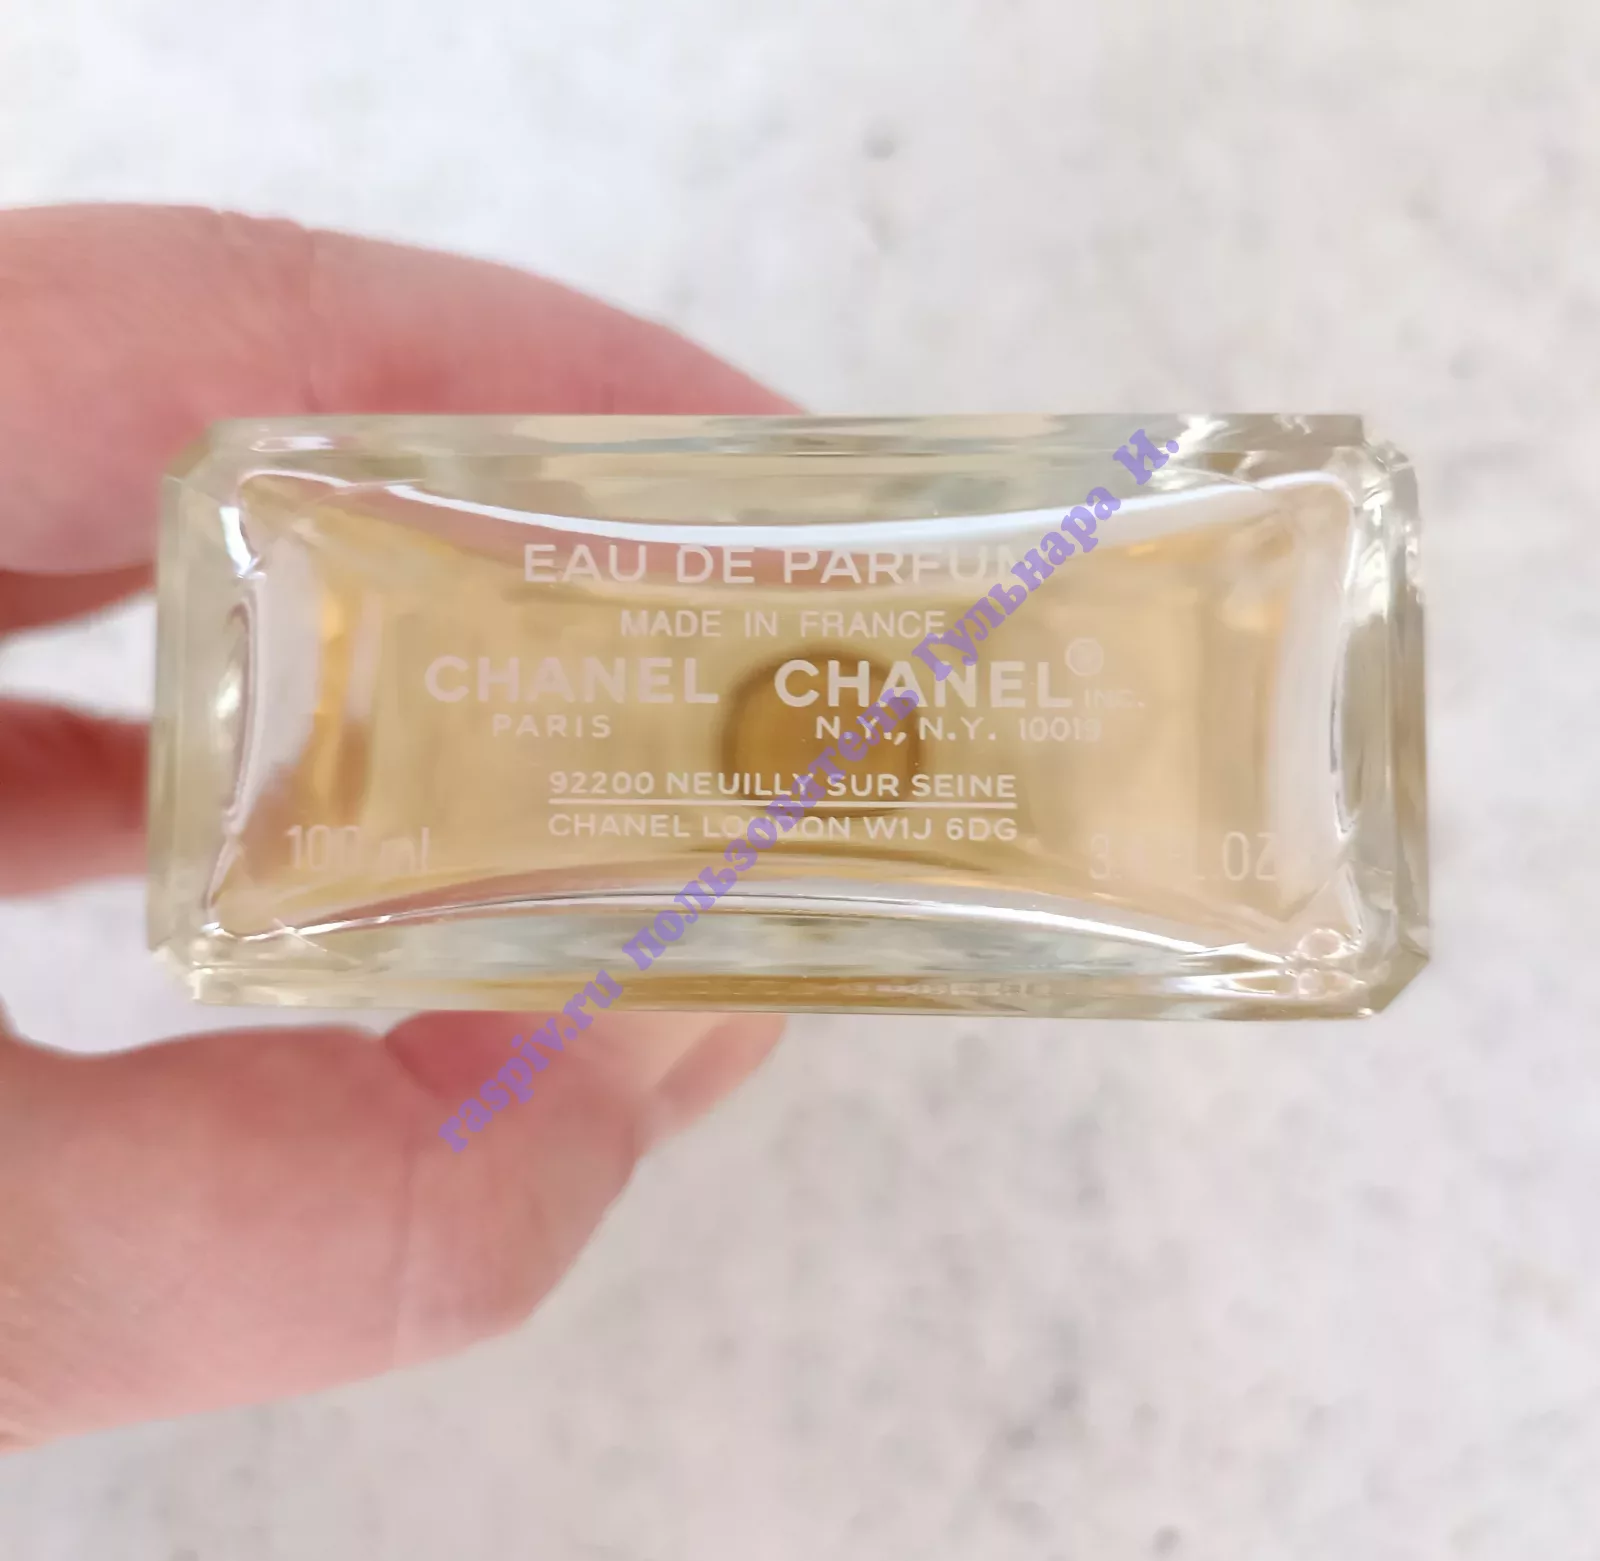 EAU DE PARFUM
MADE IN FRANCE
CHANEL CHANEL® INC.
PARIS N.Y., N.Y. 10019
92200 NEUILLY SUR SEINE
CHANEL LONDON W1J 6DG
100 ml OZ
raspiv.ru пользователь Гульнара И.